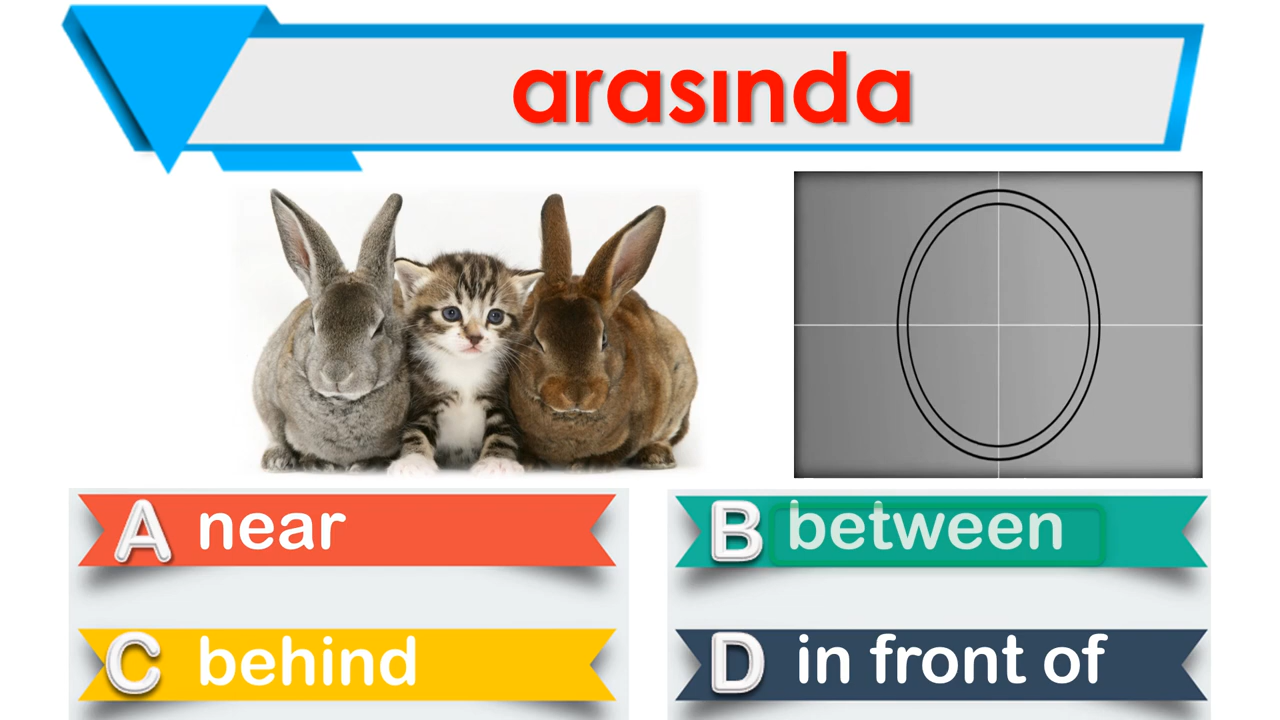 arasında
A near
B between
C behind
D in front of